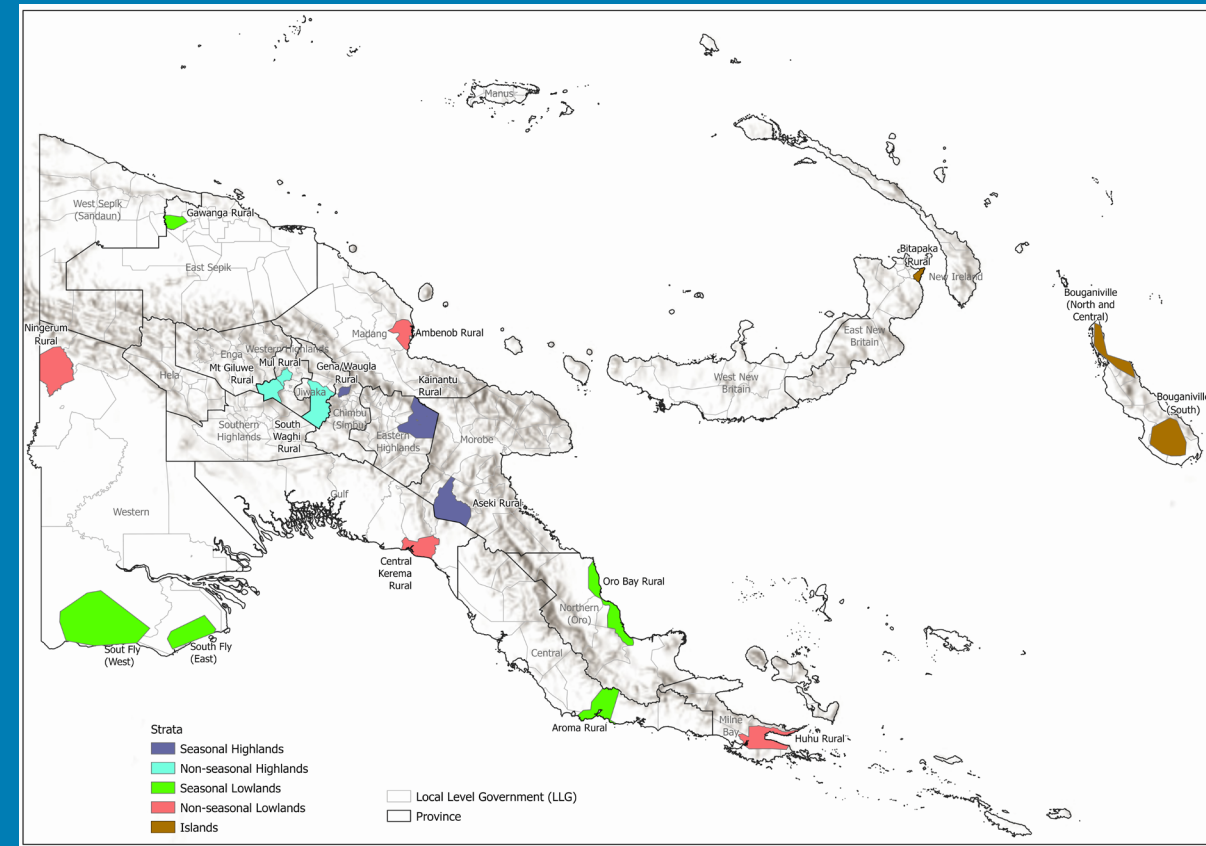 Manus
West Sepik
(Sandaun)
Gawanga Rural
East Sepik
Bitapaka
Rural
New Ireland
Bouganiville
(North and
Central)
Ningerum
Rural
Madang
Ambenob Rural
East New
Britain
Enga
Western Highlands
Mul Rural
Mt Giluwe
Rural
Gena/Waugla
Rural
Hela
Kainantu
Rural
West New
Britain
Jiwaka
Bouganiville
(South)
Chimbu
(Simbu)
Southern
Highlands
South
Waghi
Rural
Eastern
Highlands
Morobe
Gulf
Aseki Rural
Western
Central
Kerema
Rural
Oro Bay Rural
Northern
(Oro)
Sout Fly
(West)
South Fly
(East)
Central
Aroma Rural
Milne
Bay
Huhu Rural
Strata
Seasonal Highlands
Non-seasonal Highlands
Seasonal Lowlands
Non-seasonal Lowlands
Islands
Local Level Government (LLG)
Province